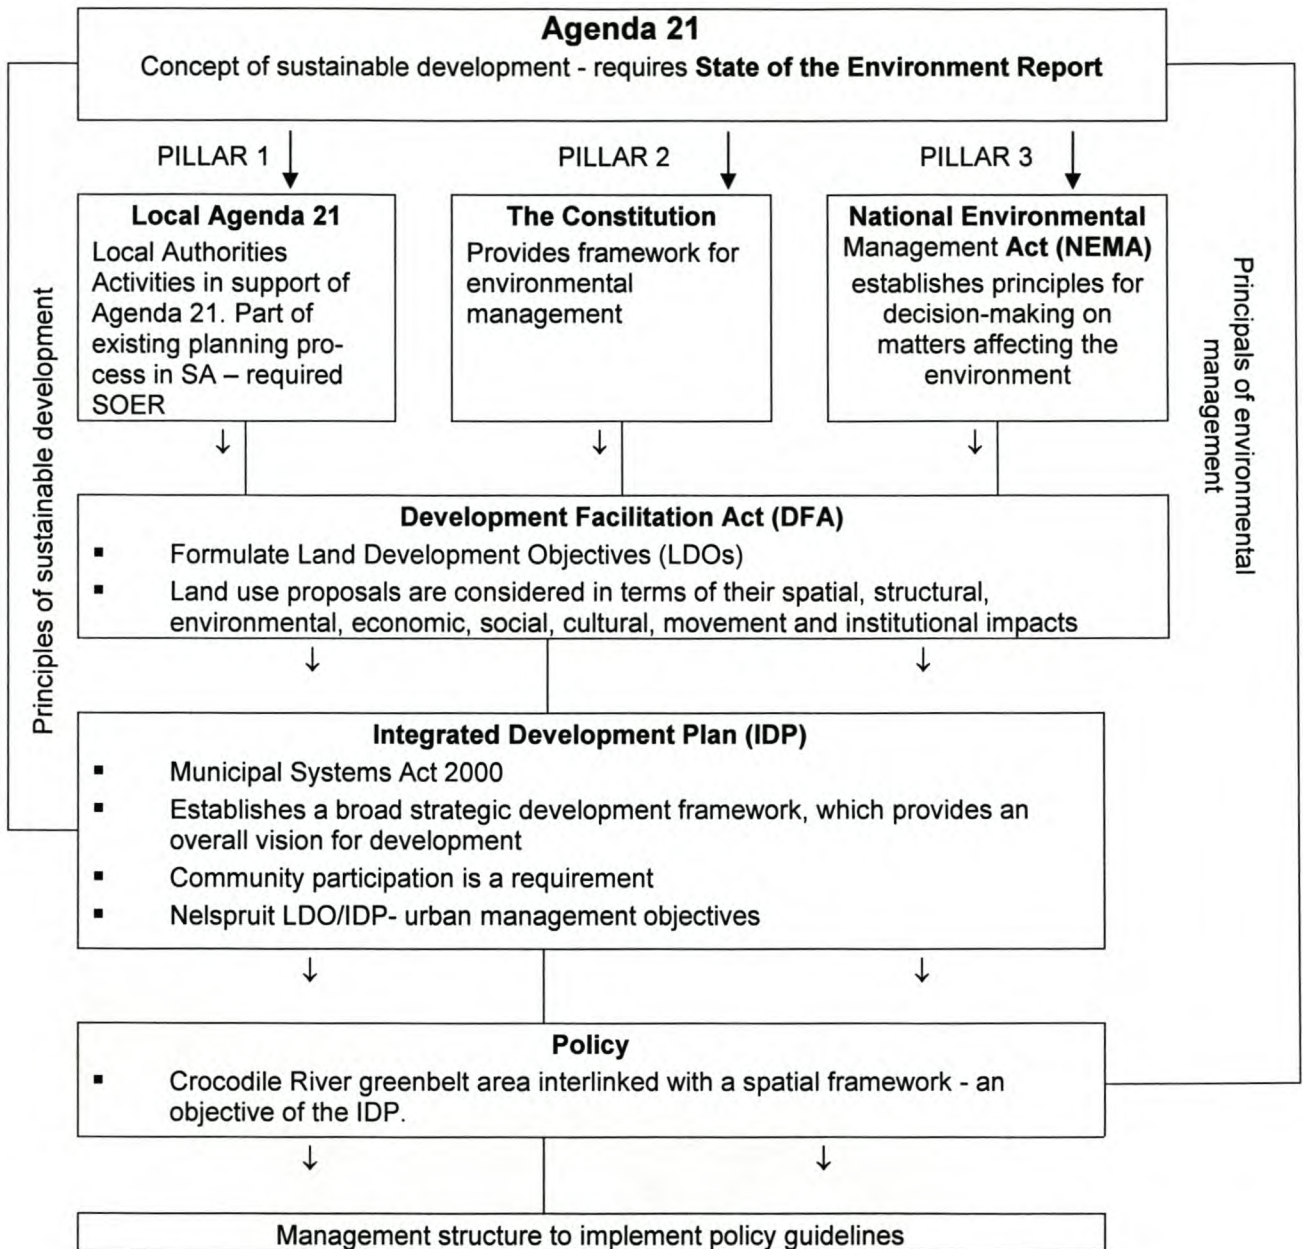 Agenda 21
Concept of sustainable development - requires State of the Environment Report
PILLAR 1
PILLAR 2
PILLAR 3
Local Agenda 21
Local Authorities
Activities in support of
Agenda 21. Part of
existing planning pro-
cess in SA – required
SOER
The Constitution
Provides framework for
environmental
management
National Environmental
Management Act (NEMA)
establishes principles for
decision-making on
matters affecting the
environment
Principles of sustainable development
Principals of environmental
management
Development Facilitation Act (DFA)
▪ Formulate Land Development Objectives (LDOs)
▪ Land use proposals are considered in terms of their spatial, structural,
environmental, economic, social, cultural, movement and institutional impacts
Integrated Development Plan (IDP)
▪ Municipal Systems Act 2000
▪ Establishes a broad strategic development framework, which provides an
overall vision for development
▪ Community participation is a requirement
▪ Nelspruit LDO/IDP- urban management objectives
Policy
▪ Crocodile River greenbelt area interlinked with a spatial framework - an
objective of the IDP.
Management structure to implement policy guidelines